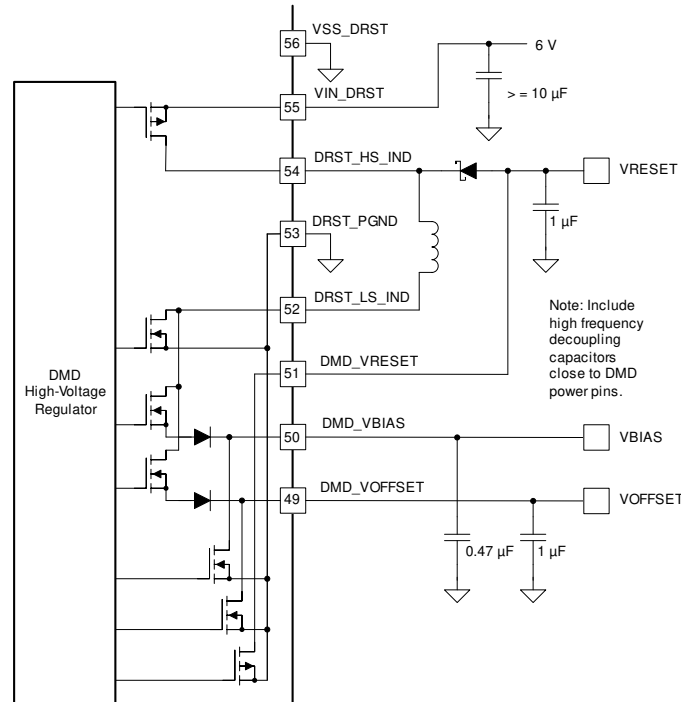 VSS_DRST
56
6 V
VIN_DRST
55
> = 10 µF
DRST_HS_IND
54
VRESET
DRST_PGND
1 µF
53
DRST_LS_IND
52
Note: Include
high frequency
decoupling
capacitors
close to DMD
power pins.
DMD
High-Voltage
Regulator
DMD_VRESET
51
DMD_VBIAS
50
VBIAS
DMD_VOFFSET
49
VOFFSET
0.47 µF
1 µF